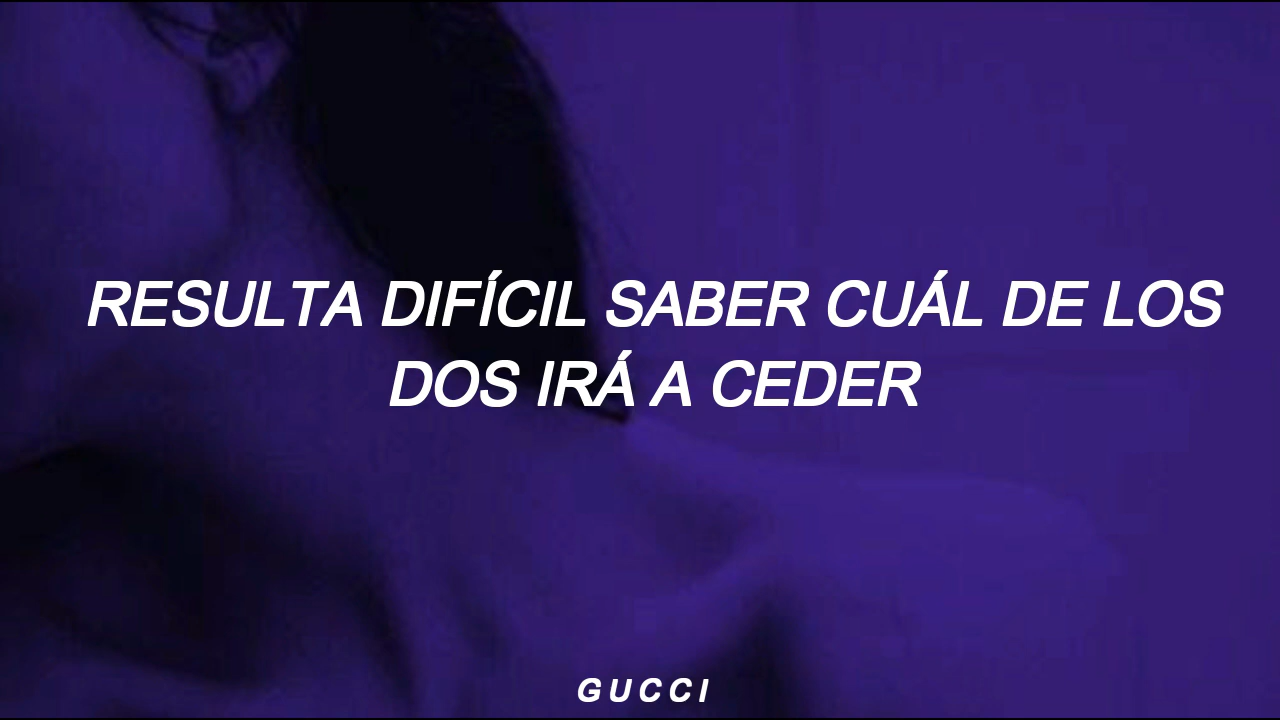 RESULTA DIFÍCIL SABER CUÁL DE LOS
DOS IRÁ A CEDER
GUCCI